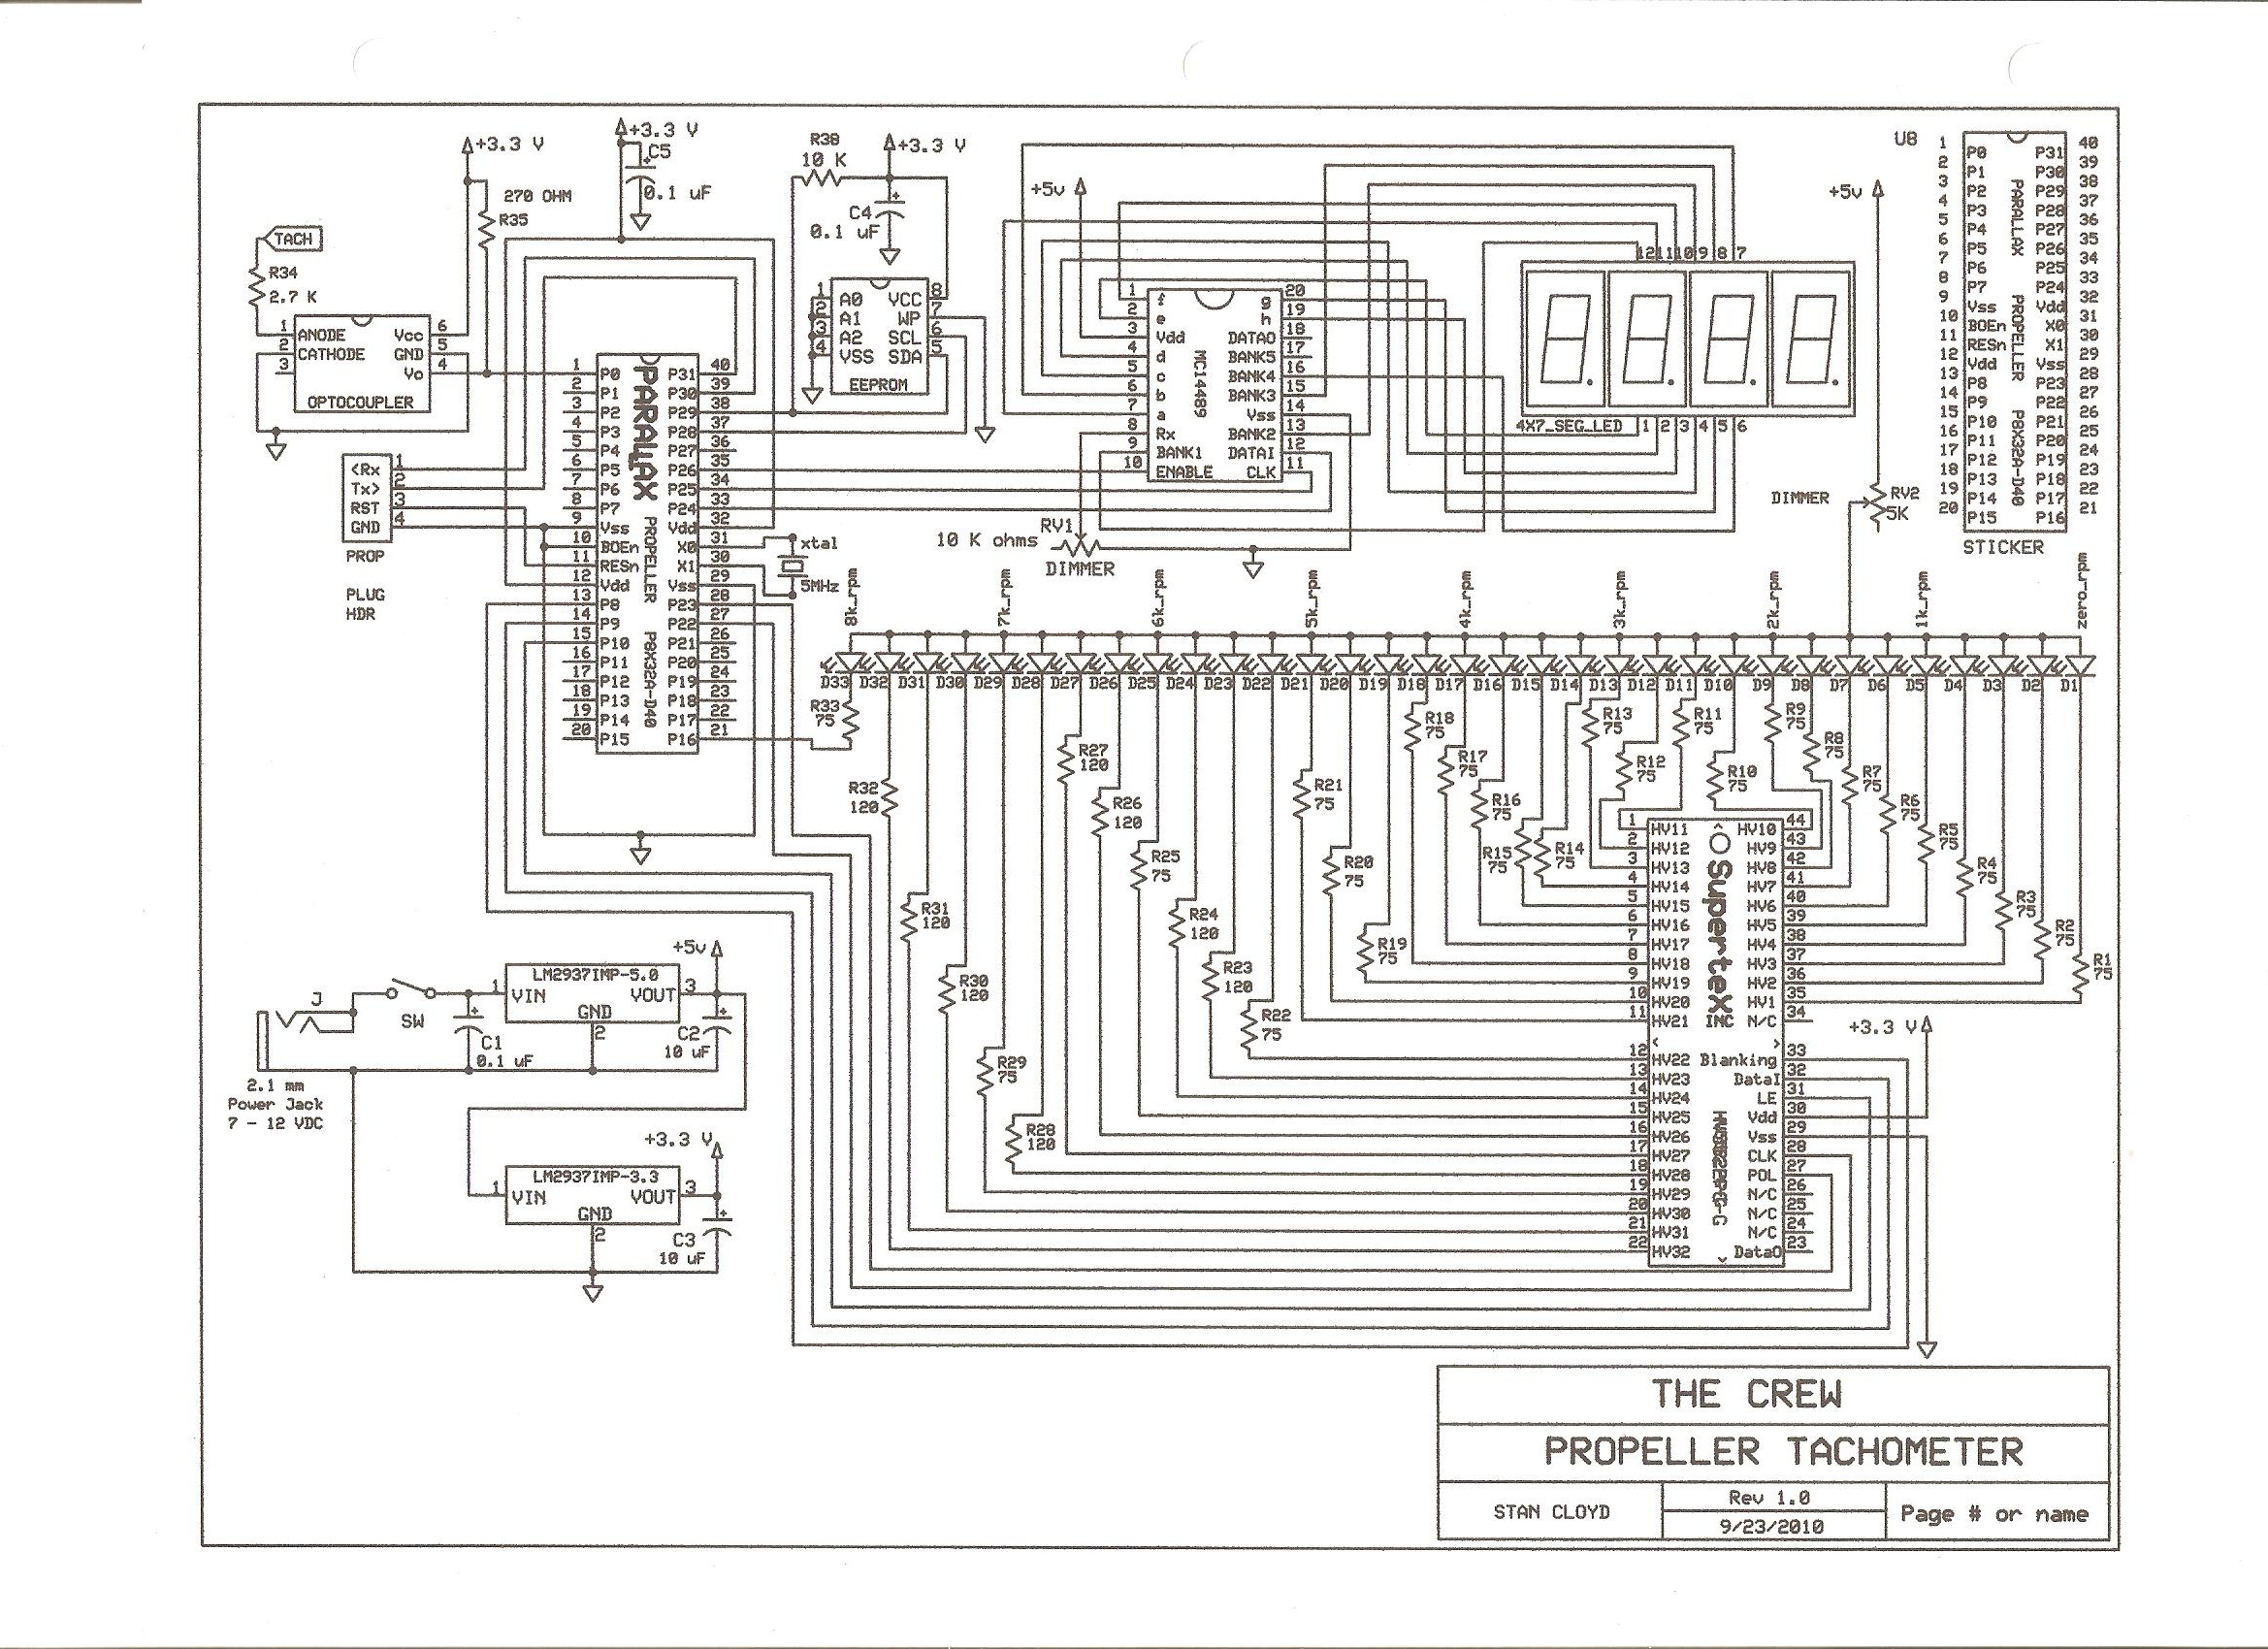 +3.3 V
270 OHM
R35
TACH
R34
2.7 K
1 ANODE Vcc 6
2 CATHODE GND 5
3 Vo 4
OPTOCOUPLER
+3.3 V
C5
0.1 uF
R38
10 K
+3.3 V
C4
0.1 uF
1 A0 VCC 8
2 A1 WP 7
3 A2 SCL 6
4 VSS SDA 5
EEPROM
<Rx 1
Tx> 2
RST 3
GND 4
PROP
PLUG
HDR
1 P0 P31 40
2 P1 P30 39
3 P2 P29 38
4 P3 P28 37
5 P4 P27 36
6 P5 P26 35
7 P6 P25 34
8 P7 P24 33
9 Vss Vdd 32
10 BOEn X0 31
11 RESn X1 30
12 Vdd Vss 29
13 P8 P23 28
14 P9 P22 27
15 P10 P21 26
16 P11 P20 25
17 P12 P19 24
18 P13 P18 23
19 P14 P17 22
20 P15 P16 21
PARALLAX
PROPELLER
P8X32A-D40
xtal
5MHz
+5v
1 f g 20
2 e h 19
3 Vdd DATAO 18
4 d BANK5 17
5 c BANK4 16
6 b BANK3 15
7 a Vss 14
8 Rx BANK2 13
9 BANK1 DATAI 12
10 ENABLE CLK 11
MC14489
RV1
10 K ohms
DIMMER
12 11 10 9 8 7
4X7_SEG_LED 1 2 3 4 5 6
+5v
DIMMER
RV2
5K
U8
1 P0 P31 40
2 P1 P30 39
3 P2 P29 38
4 P3 P28 37
5 P4 P27 36
6 P5 P26 35
7 P6 P25 34
8 P7 P24 33
9 Vss Vdd 32
10 BOEn X0 31
11 RESn X1 30
12 Vdd Vss 29
13 P8 P23 28
14 P9 P22 27
15 P10 P21 26
16 P11 P20 25
17 P12 P19 24
18 P13 P18 23
19 P14 P17 22
20 P15 P16 21
PARALLAX
PROPELLER
P8X32A-D40
STICKER
8k_rpm 7k_rpm 6k_rpm 5k_rpm 4k_rpm 3k_rpm 2k_rpm 1k_rpm zero_rpm
D33 D32 D31 D30 D29 D28 D27 D26 D25 D24 D23 D22 D21 D20 D19 D18 D17 D16 D15 D14 D13 D12 D11 D10 D9 D8 D7 D6 D5 D4 D3 D2 D1
R33
75
R32
120
R31
120
R30
120
R29
75
R28
120
R27
120
R26
120
R25
75
R24
120
R23
120
R22
75
R21
75
R20
75
R19
75
R18
75
R17
75
R16
75
R15
75
R14
75
R13
75
R12
75
R11
75
R10
75
R9
75
R8
75
R7
75
R6
75
R5
75
R4
75
R3
75
R2
75
R1
75
1 HV11 HV10 44
2 HV12 HV9 43
3 HV13 HV8 42
4 HV14 HV7 41
5 HV15 HV6 40
6 HV16 HV5 39
7 HV17 HV4 38
8 HV18 HV3 37
9 HV19 HV2 36
10 HV20 HV1 35
11 HV21 N/C 34
12 HV22 Blanking 33
13 HV23 DataI 32
14 HV24 LE 31
15 HV25 Vdd 30
16 HV26 Vss 29
17 HV27 CLK 28
18 HV28 POL 27
19 HV29 N/C 26
20 HV30 N/C 25
21 HV31 N/C 24
22 HV32 DataO 23
SuperteX
INC
+3.3 V
+5v
LM2937IMP-5.0
1 VIN VOUT 3
GND
2
J
SW
C1
0.1 uF
C2
10 uF
2.1 mm
Power Jack
7 - 12 VDC
+3.3 V
LM2937IMP-3.3
1 VIN VOUT 3
GND
2
C3
10 uF
THE CREW
PROPELLER TACHOMETER
STAN CLOYD
Rev 1.0
9/23/2010
Page # or name